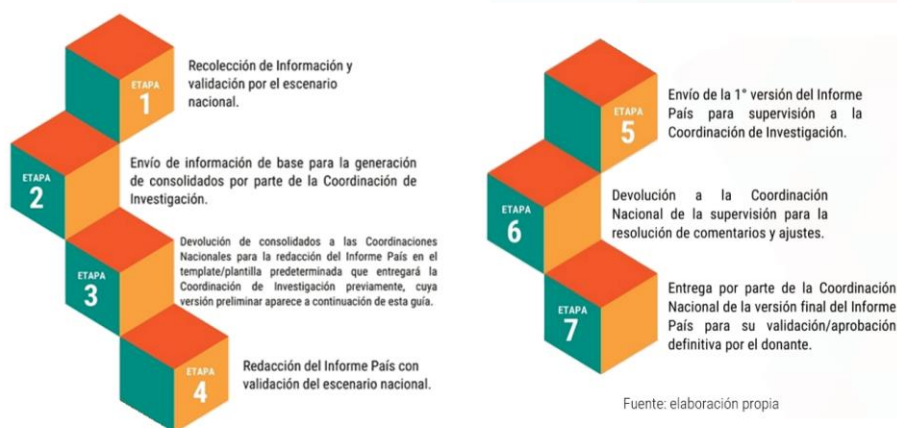 ETAPA
1
Recolección de Información y
validación por el escenario
nacional.
ETAPA
2
Envío de información de base para la generación
de consolidados por parte de la Coordinación de
Investigación.
ETAPA
3
Devolución de consolidados a las Coordinaciones
Nacionales para la redacción del Informe País en el
template/plantilla predeterminada que entregará la
Coordinación de Investigación previamente, cuya
versión preliminar aparece a continuación de esta guía.
ETAPA
4
Redacción del Informe País con
validación del escenario nacional.
ETAPA
5
Envío de la 1° versión del Informe
País para supervisión a la
Coordinación de Investigación.
ETAPA
6
Devolución a la Coordinación
Nacional de la supervisión para la
resolución de comentarios y ajustes.
ETAPA
7
Entrega por parte de la Coordinación
Nacional de la versión final del Informe
País para su validación/aprobación
definitiva por el donante.
Fuente: elaboración propia